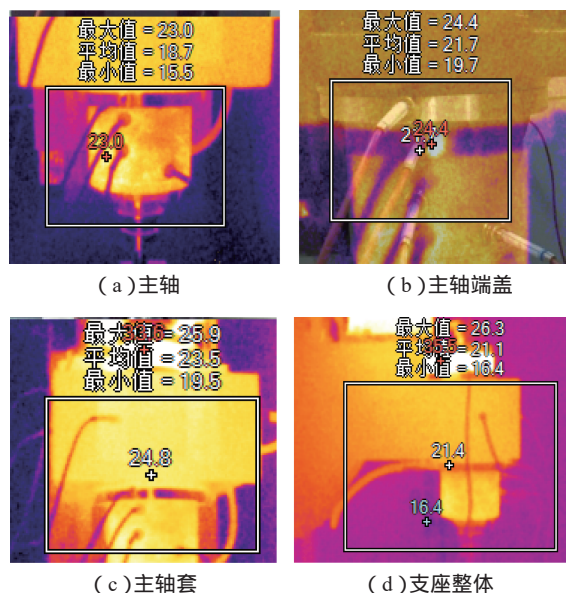 最大值 = 23.0
平均值 = 18.7
最小值 = 15.5
23.0
(a)主轴
最大值 = 24.4
平均值 = 21.7
最小值 = 19.7
24.4
(b)主轴端盖
最大值 = 25.9
平均值 = 23.5
最小值 = 19.5
24.8
(c)主轴套
最大值 = 26.3
平均值 = 21.1
最小值 = 16.4
21.4
16.4
(d)支座整体